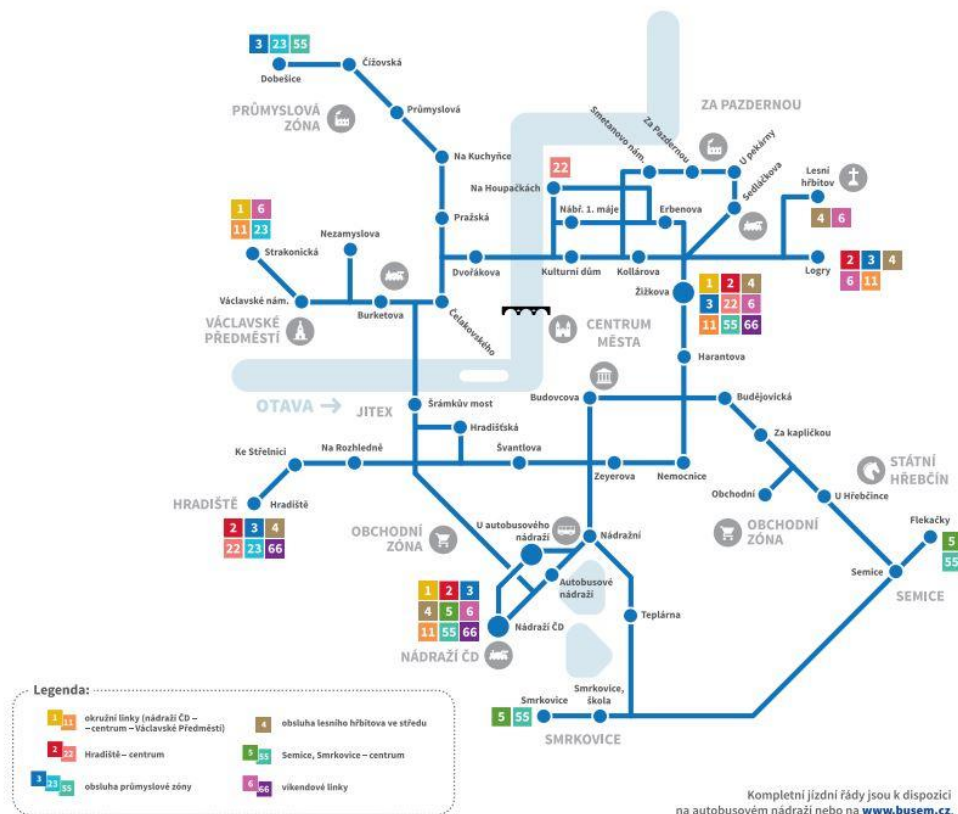 3 23 55
Dobešice
Čížovská
PRŮMYSLOVÁ
ZÓNA
Průmyslová
Na Kuchyňce
Pražská
ZA PAZDERNOU
Smetanovo nám.
Za Pazdernou
U pekárny
Sedláčkova
Lesní
hřbitov
4 6
22
Na Houpačkách
Nábř. 1. máje
Erbenova
1 6
11 23
Strakonická
Nezamyslova
Dvořákova
Kulturní dům
Kollárova
Logry
2 3 4
6 11
Žižkova
1 2 4
3 22 6
11 55 66
Václavské nám.
Burketova
Čelakovského
VÁCLAVSKÉ
PŘEDMĚSTÍ
CENTRUM
MĚSTA
Harantova
OTAVA →
JITEX
Šrámkův most
Budovcova
Budějovická
Hradišťská
Za kapličkou
Ke Střelnici
Na Rozhledně
Švantlova
Zeyerova
Nemocnice
STÁTNÍ
HŘEBČÍN
HRADIŠTĚ
Hradiště
2 3 4
22 23 66
Obchodní
U Hřebčince
OBCHODNÍ
ZÓNA
U autobusového
nádraží
Nádražní
OBCHODNÍ
ZÓNA
Flekačky
5
55
Autobusové
nádraží
Semice
SEMICE
1 2 3
4 5 6
11 55 66
Nádraží ČD
NÁDRAŽÍ ČD
Teplárna
5 55
Smrkovice
Smrkovice,
škola
SMRKOVICE
Legenda:
1 11 okružní linky (nádraží ČD –
–centrum – Václavské Předměstí)
4 obsluha lesního hřbitova ve středu
2 22 Hradiště – centrum
5 55 Semice, Smrkovice – centrum
3 23 55 obsluha průmyslové zóny
6 66 víkendové linky
Kompletní jízdní řády jsou k dispozici
na autobusovém nádraží nebo na www.busem.cz.